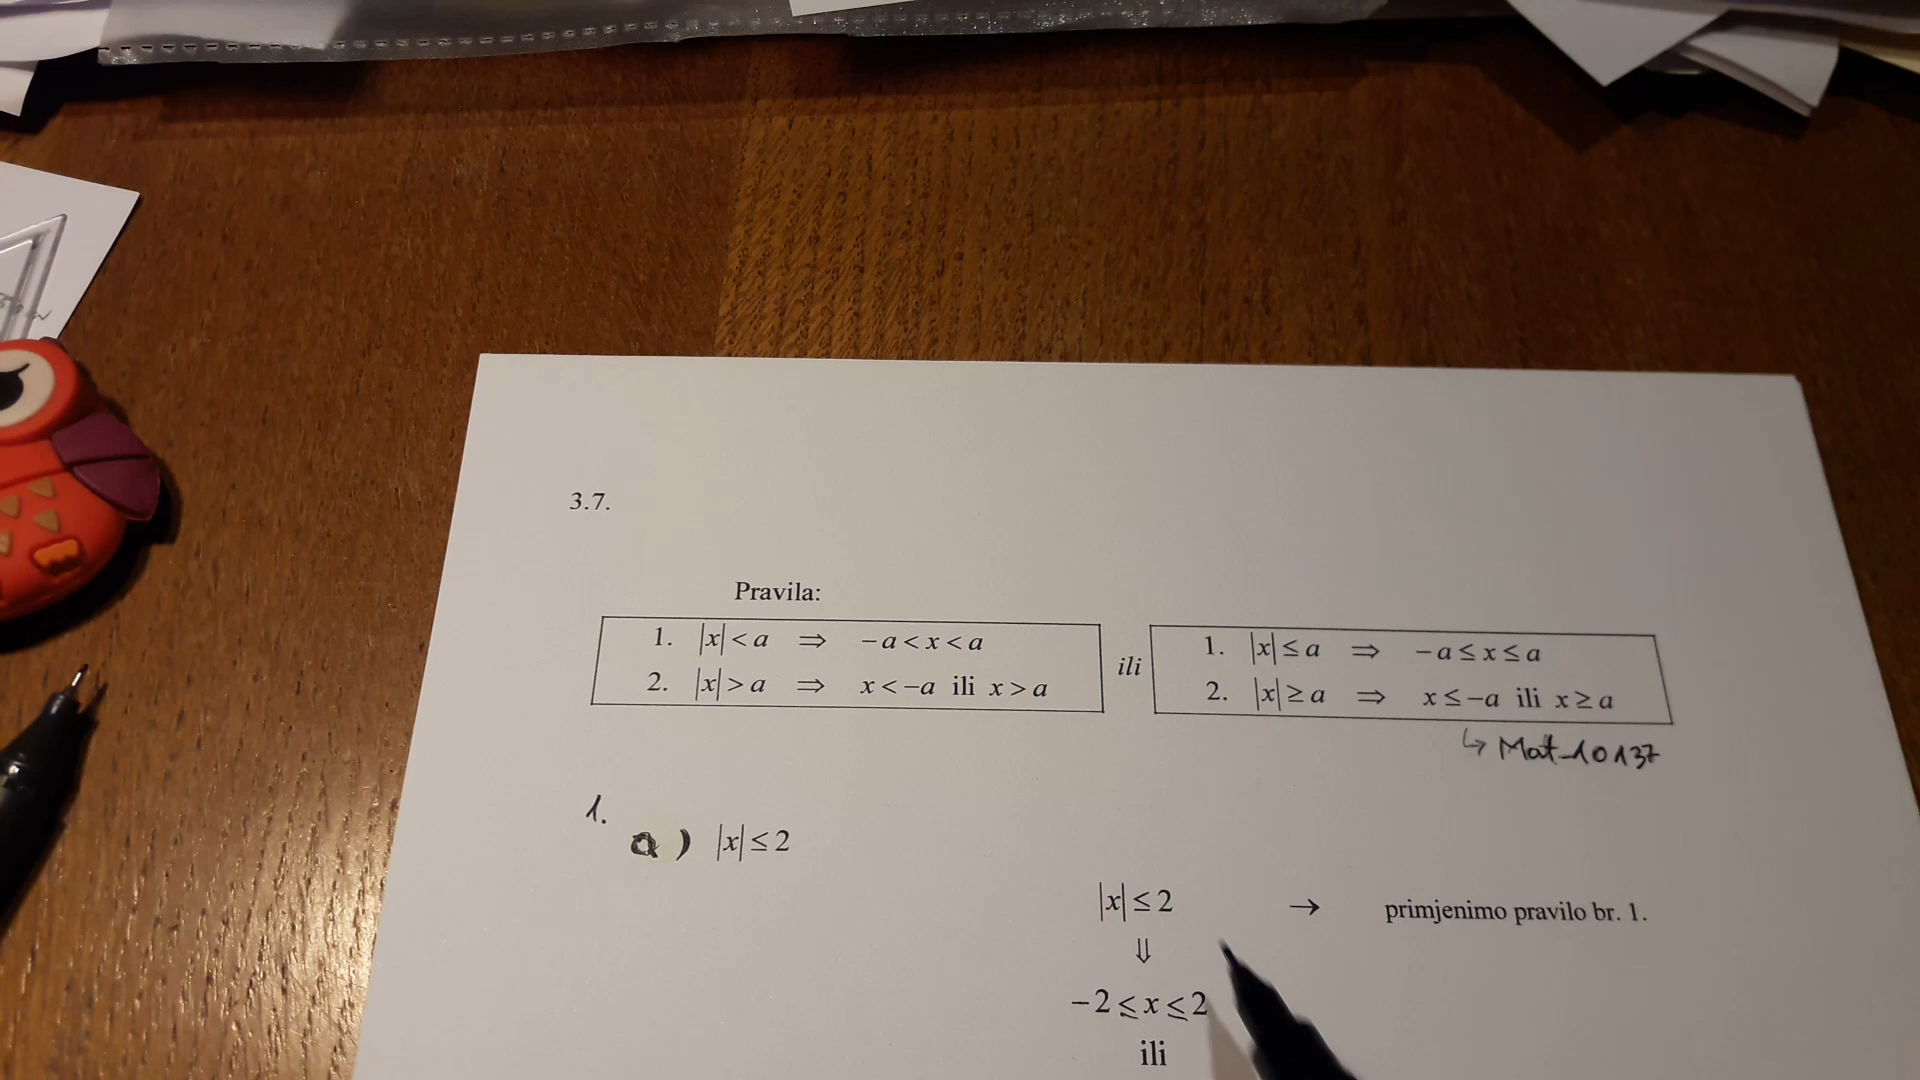 3.7.
Pravila:
1. |x| < a ⇒ -a < x < a
2. |x| > a ⇒ x < -a ili x > a
ili
1. |x| ≤ a ⇒ -a ≤ x ≤ a
2. |x| ≥ a ⇒ x ≤ -a ili x ≥ a
↳ Mat-10137
1.
a) |x| ≤ 2
|x| ≤ 2 → primjenimo pravilo br. 1.
⇓
-2 ≤ x ≤ 2
ili